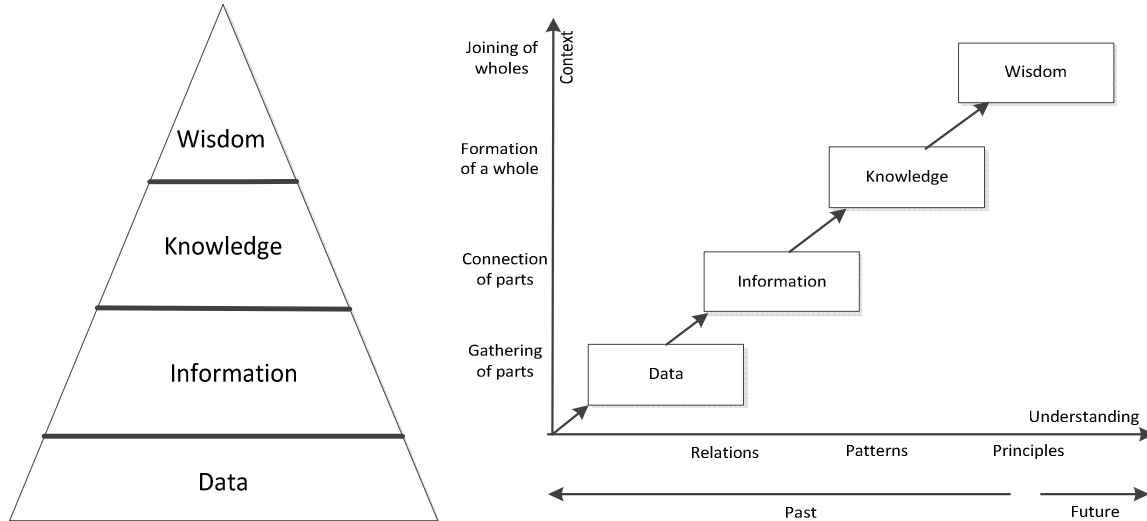 Wisdom
Knowledge
Information
Data
Joining of
wholes
Context
Wisdom
Formation
of a whole
Knowledge
Connection
of parts
Information
Gathering
of parts
Data
Understanding
Relations
Patterns
Principles
Past
Future